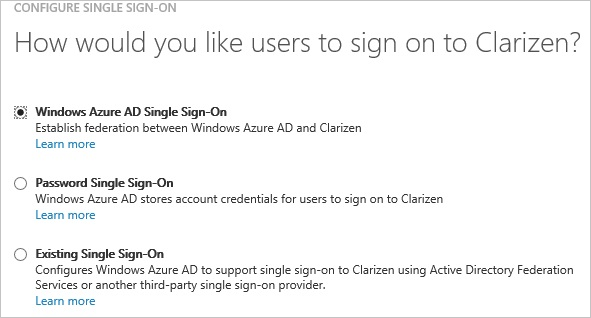 CONFIGURE SINGLE SIGN-ON
How would you like users to sign on to Clarizen?
Windows Azure AD Single Sign-On
Establish federation between Windows Azure AD and Clarizen
Learn more
Password Single Sign-On
Windows Azure AD stores account credentials for users to sign on to Clarizen
Learn more
Existing Single Sign-On
Configures Windows Azure AD to support single sign-on to Clarizen using Active Directory Federation
Services or another third-party single sign-on provider.
Learn more